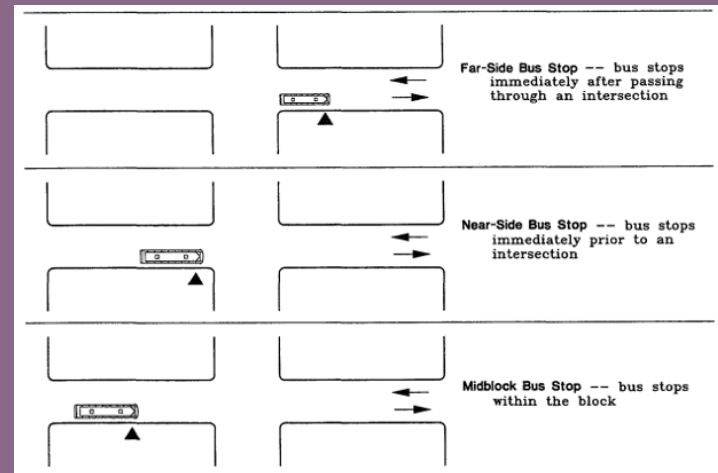 Far-Side Bus Stop -- bus stops
immediately after passing
through an intersection
Near-Side Bus Stop -- bus stops
immediately prior to an
intersection
Midblock Bus Stop -- bus stops
within the block